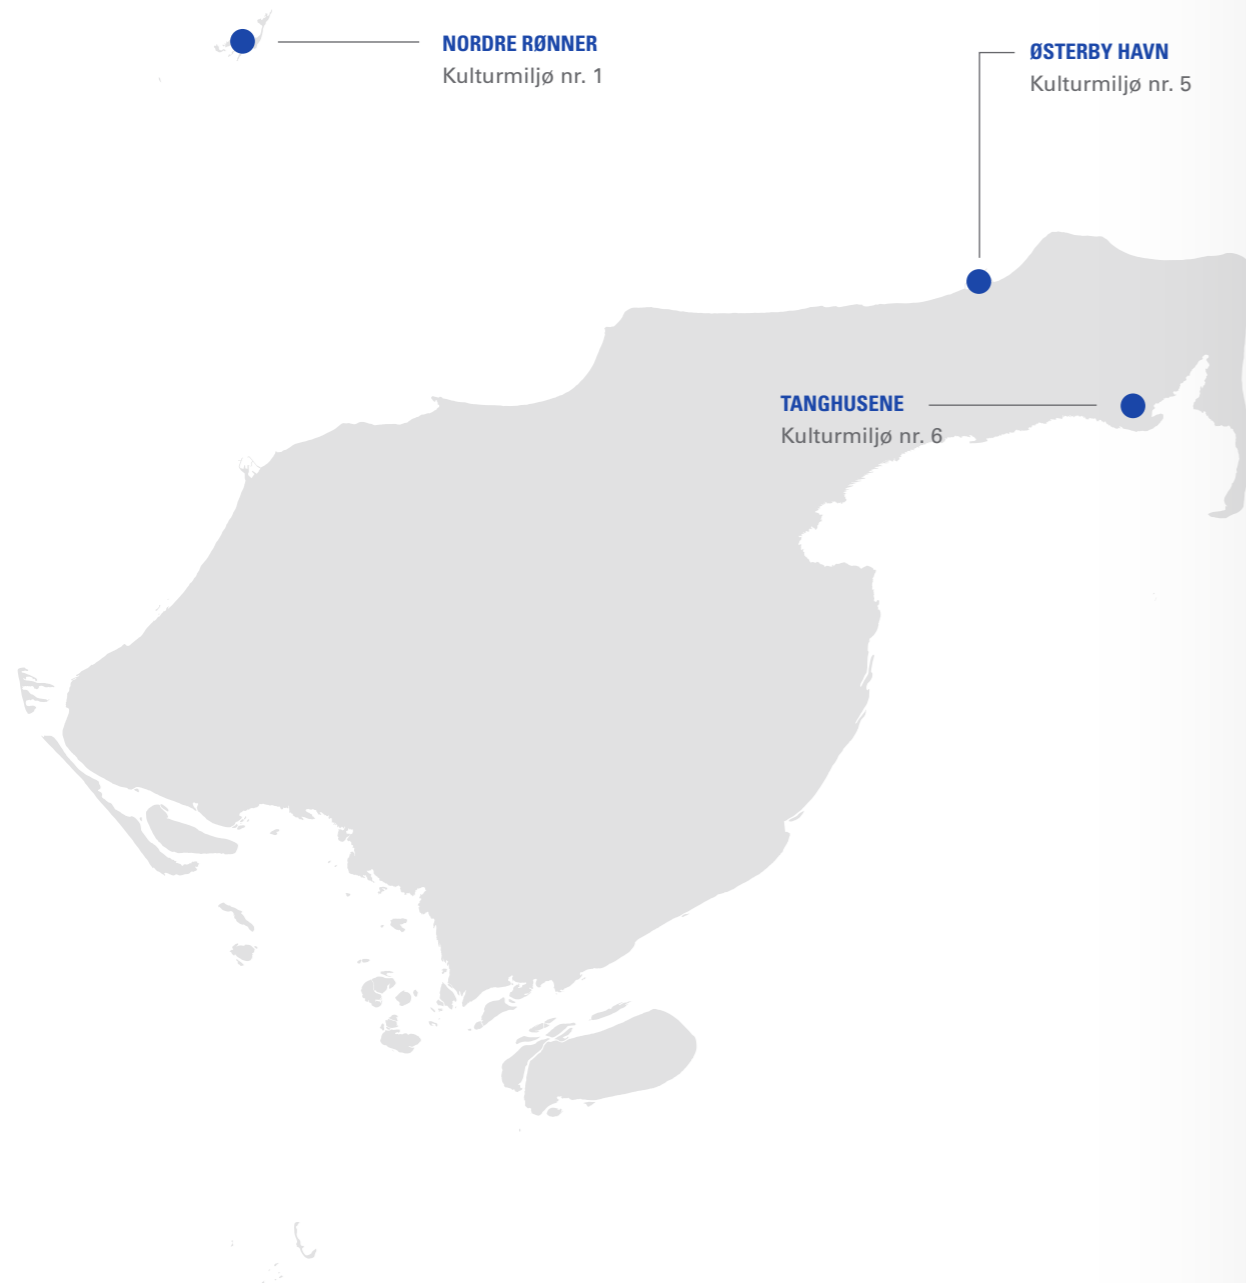 NORDRE RØNNER
Kulturmiljø nr. 1
ØSTERBY HAVN
Kulturmiljø nr. 5
TANGHUSENE
Kulturmiljø nr. 6